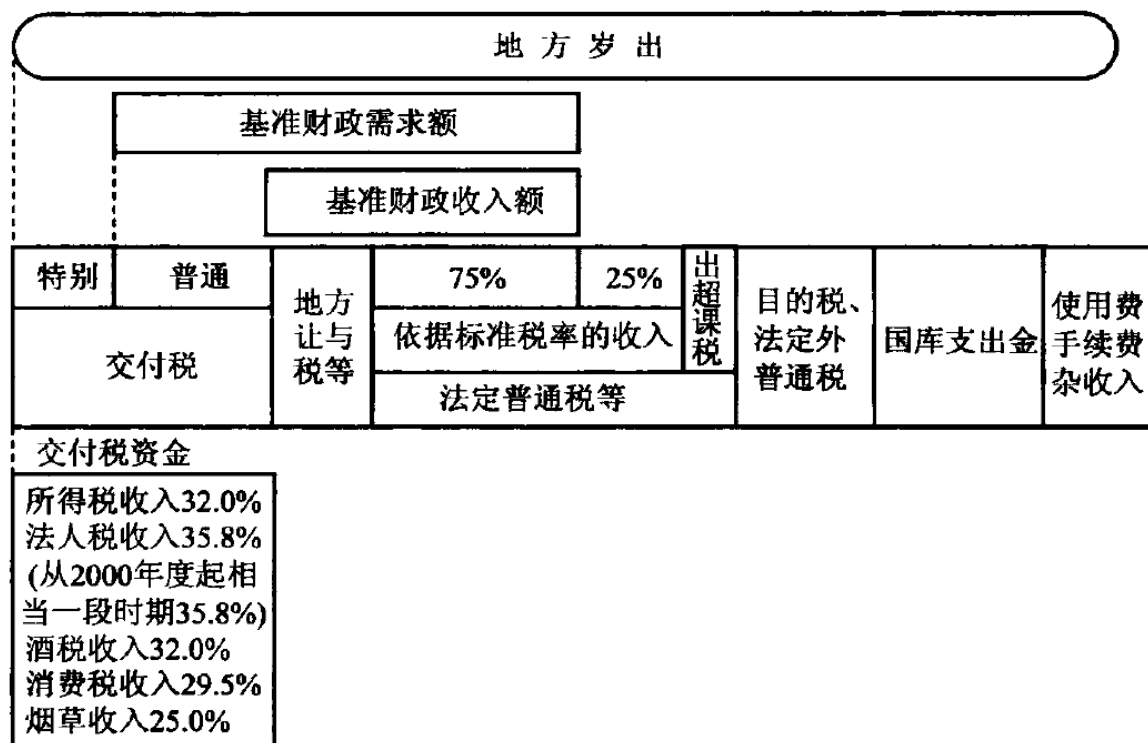 地方岁出
基准财政需求额
基准财政收入额
特别
普通
交付税
地方
让与
税等
75%
25%
依据标准税率的收入
出超课税
法定普通税等
目的税、
法定外
普通税
国库支出金
使用费
手续费
杂收入
交付税资金
所得税收入32.0%
法人税收入35.8%
(从2000年度起相
当一段时期35.8%)
酒税收入32.0%
消费税收入29.5%
烟草收入25.0%